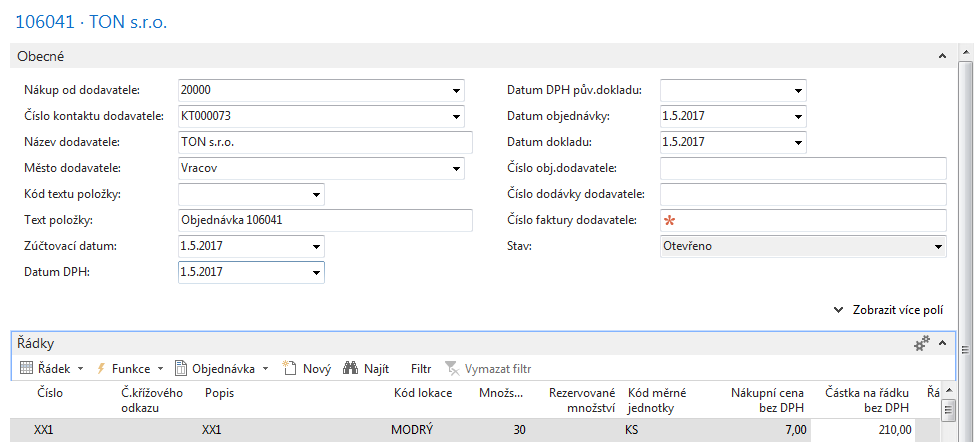 106041 · TON s.r.o.
Obecné
Nákup od dodavatele: 20000
Číslo kontaktu dodavatele: KT000073
Název dodavatele: TON s.r.o.
Město dodavatele: Vracov
Kód textu položky:
Text položky: Objednávka 106041
Zúčtovací datum: 1.5.2017
Datum DPH: 1.5.2017
Datum DPH pův.dokladu:
Datum objednávky: 1.5.2017
Datum dokladu: 1.5.2017
Číslo obj.dodavatele:
Číslo dodávky dodavatele:
Číslo faktury dodavatele: *
Stav: Otevřeno
Zobrazit více polí
Řádky
Řádek Funkce Objednávka Nový Najít Filtr Vymazat filtr
Číslo Č.křížového odkazu Popis Kód lokace Množs... Rezervované množství Kód měrné jednotky Nákupní cena bez DPH Částka na řádku bez DPH Řá
XX1 XX1 MODRÝ 30 KS 7,00 210,00